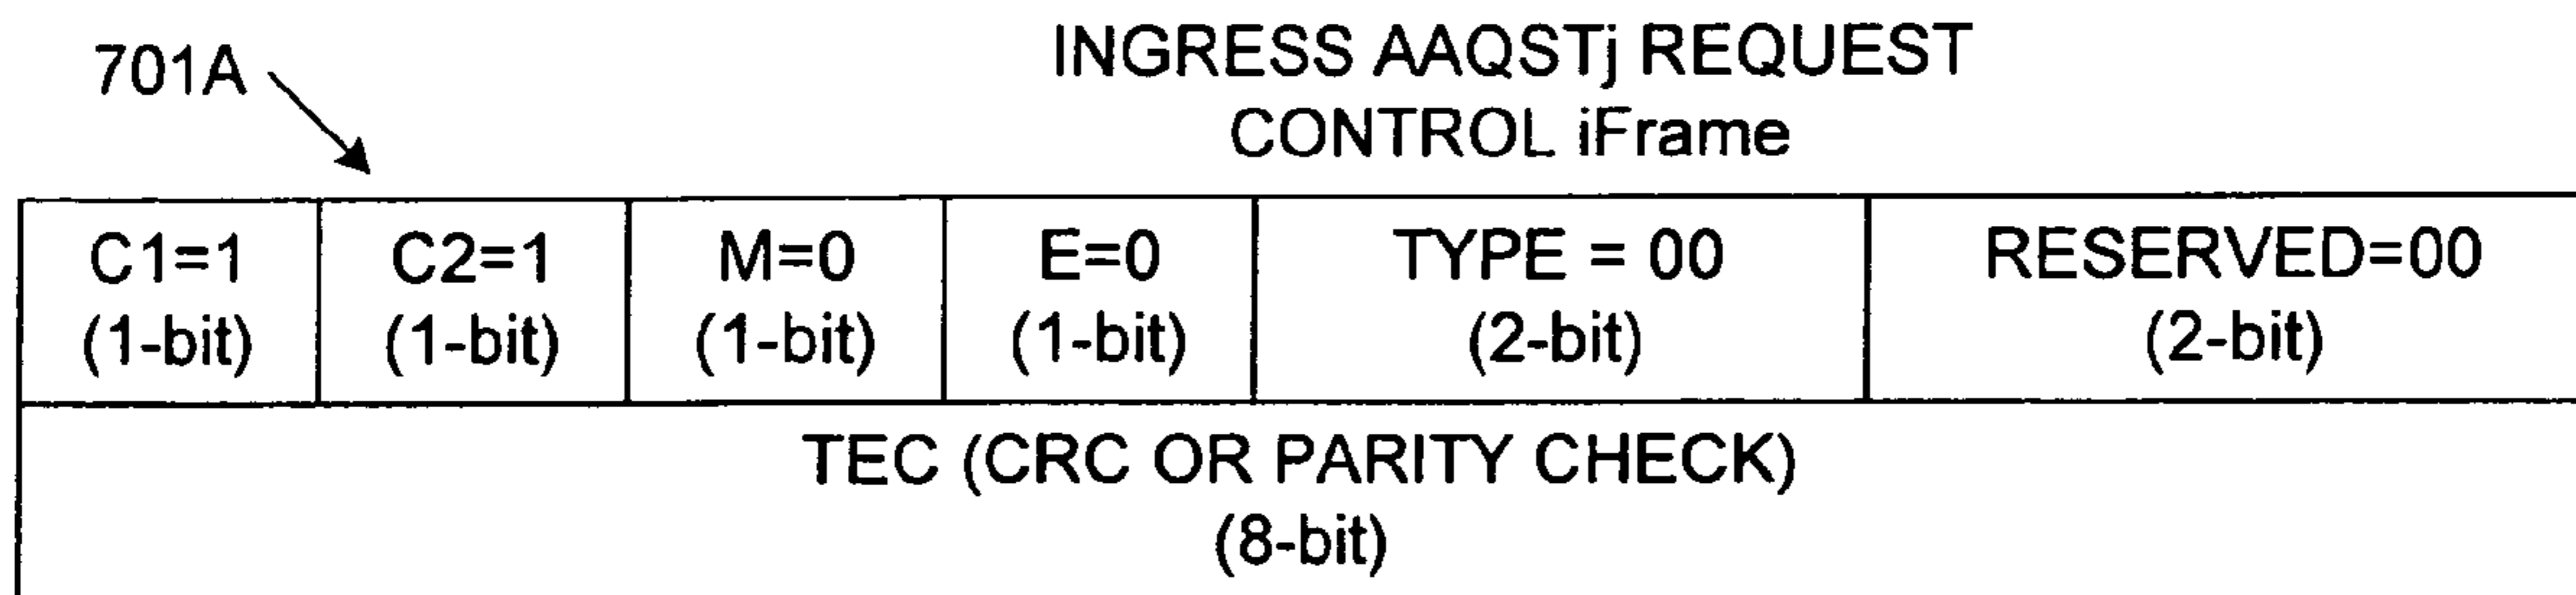 701A
INGRESS AAQSTj REQUEST
CONTROL iFrame
C1=1 C2=1 M=0 E=0 TYPE = 00 RESERVED=00
(1-bit) (1-bit) (1-bit) (1-bit) (2-bit) (2-bit)
TEC (CRC OR PARITY CHECK)
(8-bit)